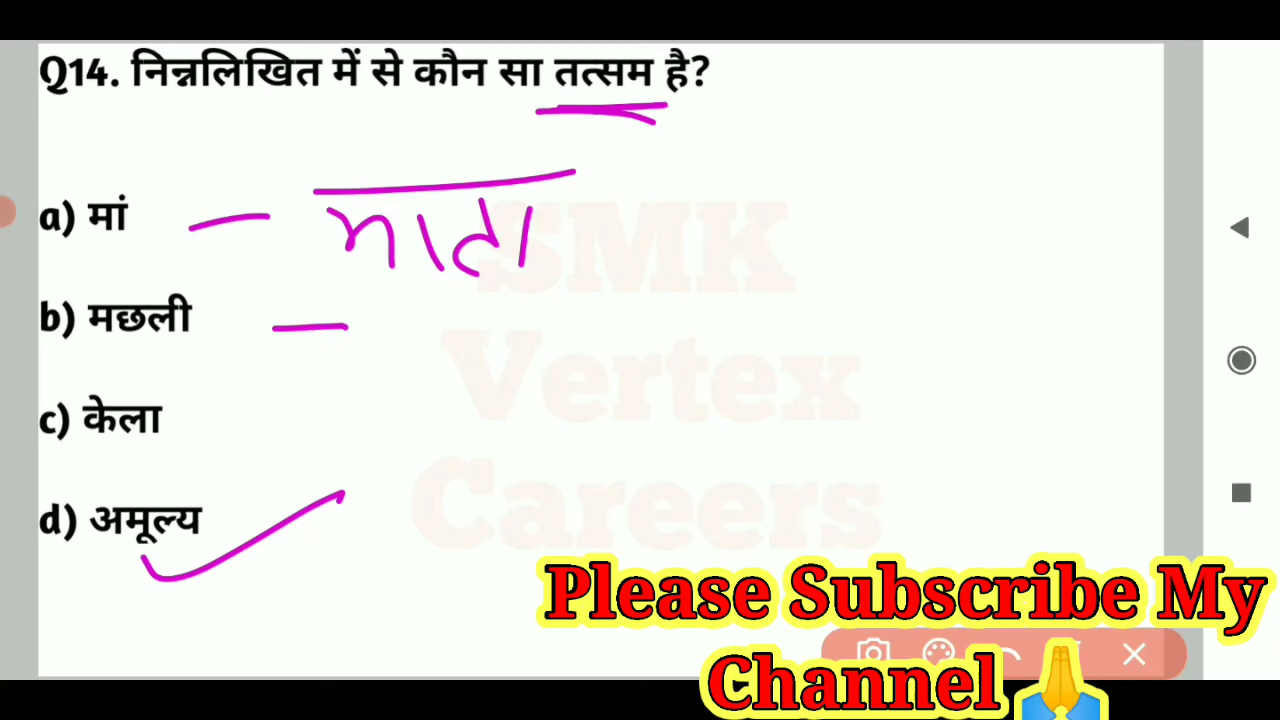 Q14. निन्नलिखित में से कौन सा तत्सम है?
a) मां — माता
b) मछली —
c) केला
d) अमूल्य
SMK
Vertex
Careers
Please Subscribe My
Channel 🙏